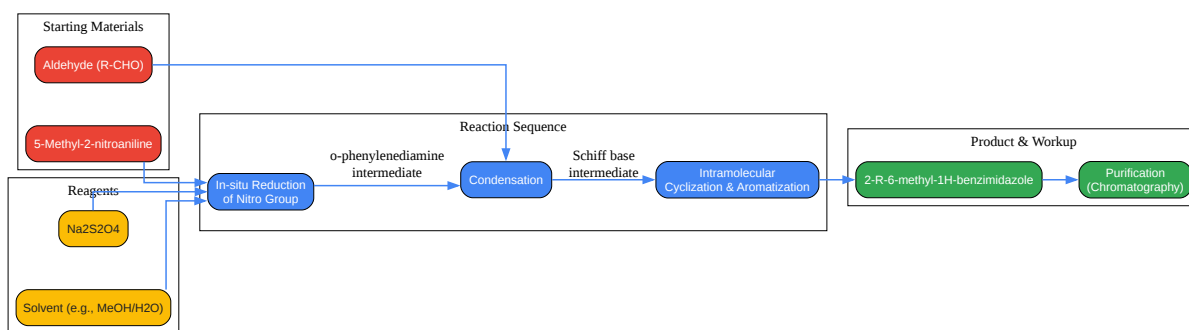 Starting Materials
Aldehyde (R-CHO)
5-Methyl-2-nitroaniline
Reagents
Na2S2O4
Solvent (e.g., MeOH/H2O)
Reaction Sequence
In-situ Reduction
of Nitro Group
o-phenylenediamine
intermediate
Condensation
Schiff base
intermediate
Intramolecular
Cyclization & Aromatization
Product & Workup
2-R-6-methyl-1H-benzimidazole
Purification
(Chromatography)